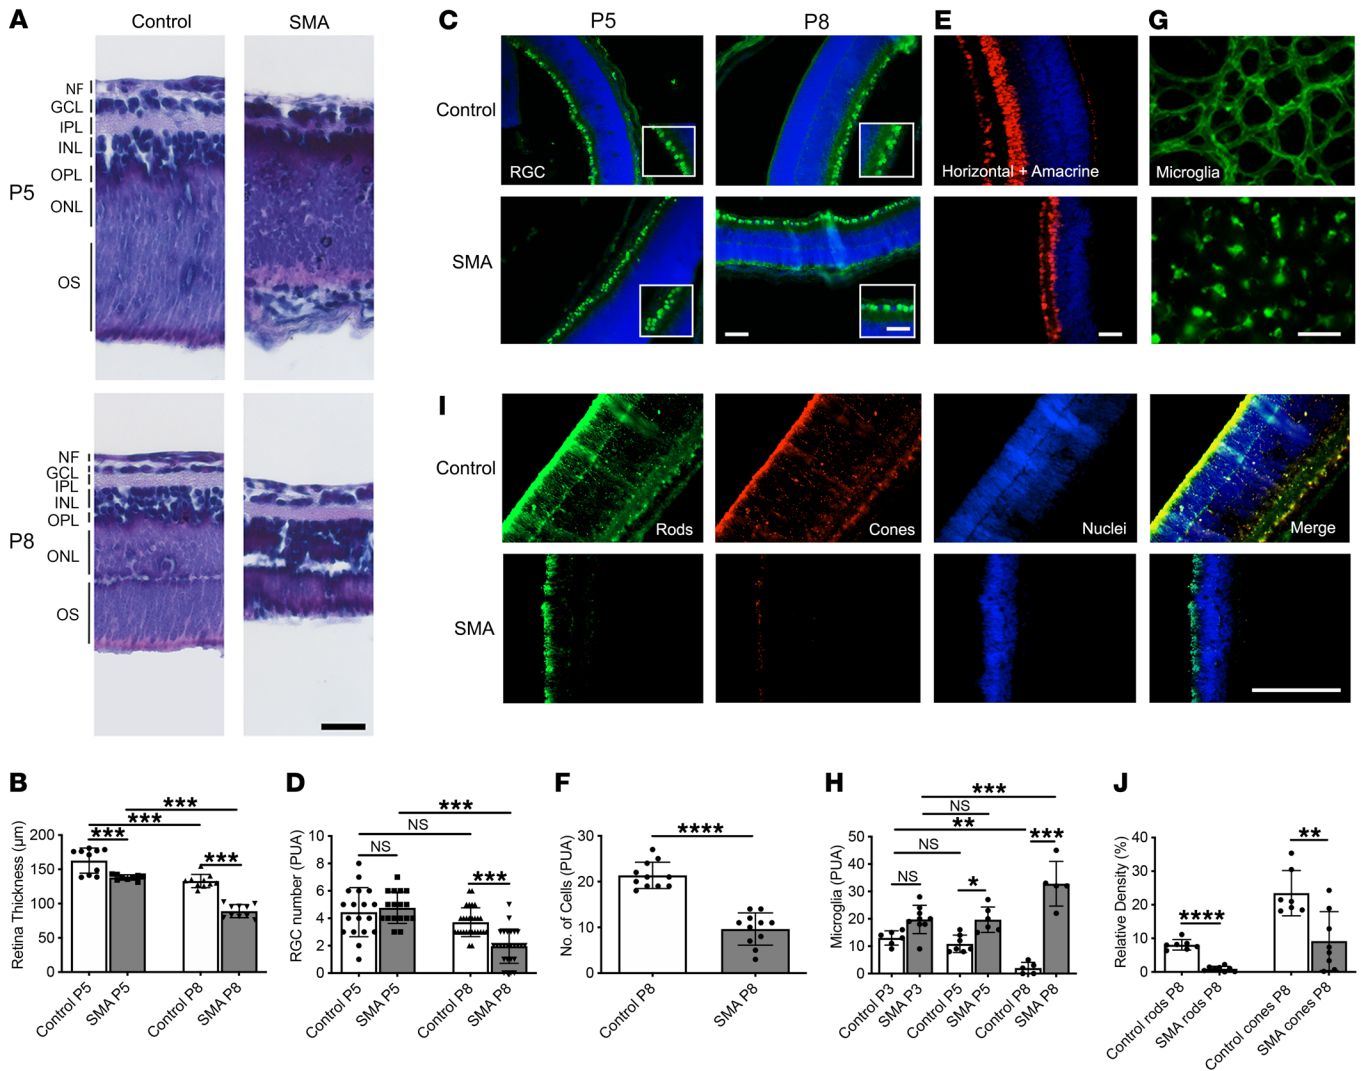 A
Control
SMA
P5
NF
GCL
IPL
INL
OPL
ONL
OS
P8
NF
GCL
IPL
INL
OPL
ONL
OS
C
P5
P8
Control
RGC
SMA
E
Horizontal + Amacrine
G
Microglia
I
Control
Rods
Cones
Nuclei
Merge
SMA
B
***
***
***
***
Retina Thickness (µm)
200
150
100
50
0
Control P5
SMA P5
Control P8
SMA P8
D
***
NS
NS
***
RGC number (PUA)
10
8
6
4
2
0
Control P5
SMA P5
Control P8
SMA P8
F
****
No. of Cells (PUA)
30
20
10
0
Control P8
SMA P8
H
***
NS
**
***
NS
NS
*
Microglia (PUA)
50
40
30
20
10
0
Control P3
SMA P3
Control P5
SMA P5
Control P8
SMA P8
J
**
****
Relative Density (%)
40
30
20
10
0
Control rods P8
SMA rods P8
Control cones P8
SMA cones P8